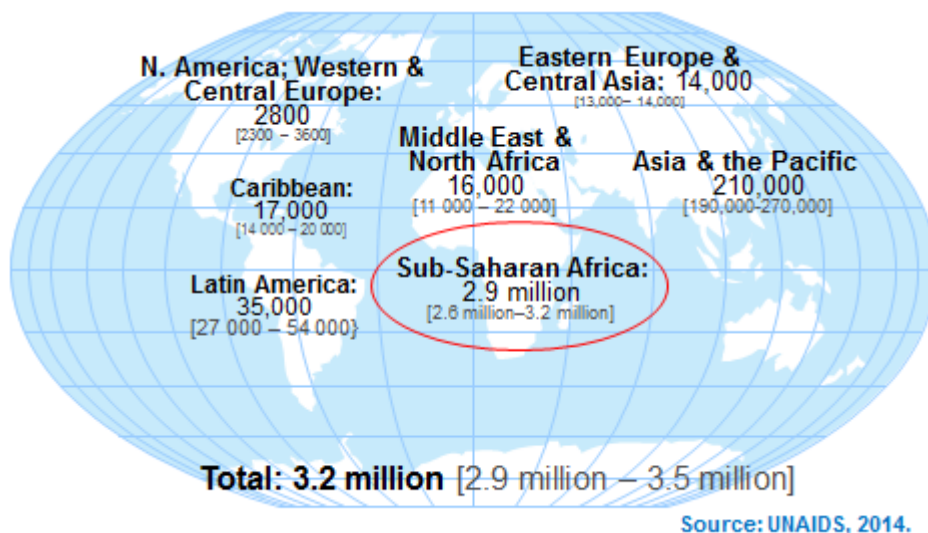 N. America; Western &
Central Europe:
2800
[2300 – 3600]
Eastern Europe &
Central Asia: 14,000
[13,000– 14,000]
Middle East &
North Africa
16,000
[11 000 – 22 000]
Asia & the Pacific
210,000
[190,000-270,000]
Caribbean:
17,000
[14 000 – 20 000]
Sub-Saharan Africa:
2.9 million
[2.6 million–3.2 million]
Latin America:
35,000
[27 000 – 54 000}
Total: 3.2 million [2.9 million – 3.5 million]
Source: UNAIDS, 2014.